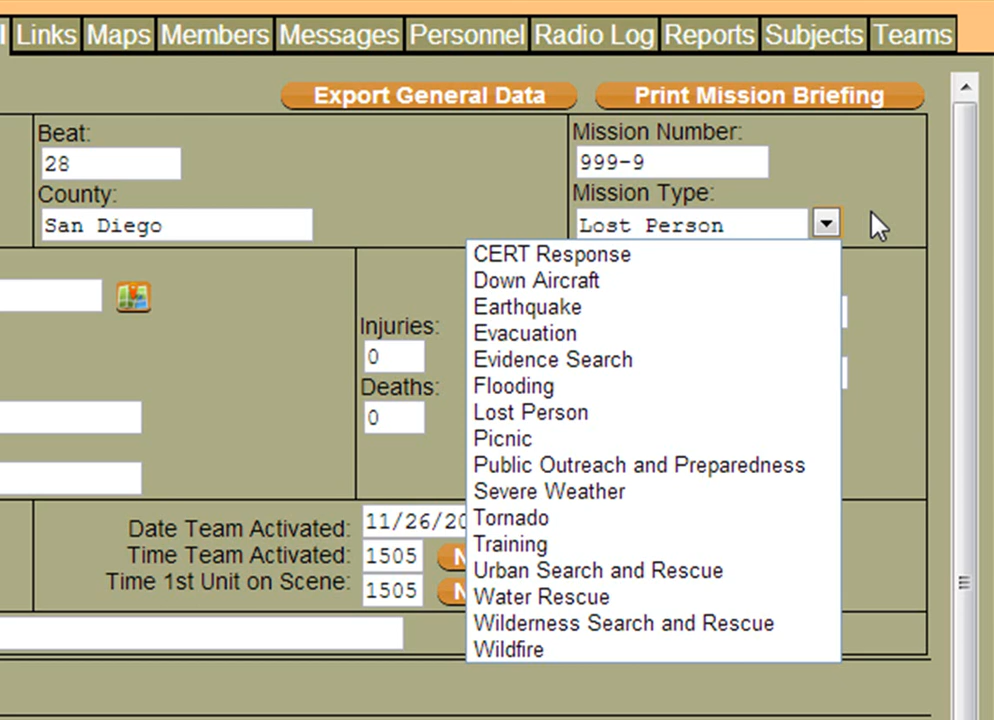 Links Maps Members Messages Personnel Radio Log Reports Subjects Teams
Export General Data Print Mission Briefing
Beat:
28
County:
San Diego
Mission Number:
999-9
Mission Type:
Lost Person
CERT Response
Down Aircraft
Earthquake
Evacuation
Evidence Search
Flooding
Lost Person
Picnic
Public Outreach and Preparedness
Severe Weather
Tornado
Training
Urban Search and Rescue
Water Rescue
Wilderness Search and Rescue
Wildfire
Injuries:
0
Deaths:
0
Date Team Activated: 11/26/20
Time Team Activated: 1505 N
Time 1st Unit on Scene: 1505 N